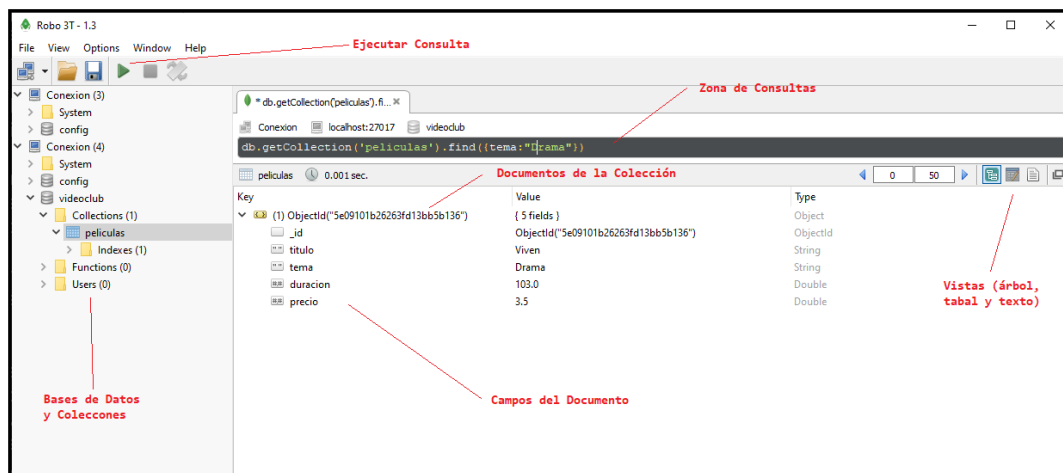 Robo 3T - 1.3
File View Options Window Help
Ejecutar Consulta
Conexion (3)
System
config
Conexion (4)
System
config
videoclub
Collections (1)
peliculas
Indexes (1)
Functions (0)
Users (0)
Bases de Datos
y Coleccones
* db.getCollection('peliculas').fi...
Zona de Consultas
Conexion localhost:27017 videoclub
db.getCollection('peliculas').find({tema:"Drama"})
peliculas 0.001 sec.
Documentos de la Colección
0 50
Key Value Type
(1) ObjectId("5e09101b26263fd13bb5b136") { 5 fields } Object
_id ObjectId("5e09101b26263fd13bb5b136") ObjectId
titulo Viven String
tema Drama String
duracion 103.0 Double
precio 3.5 Double
Vistas (árbol,
tabal y texto)
Campos del Documento